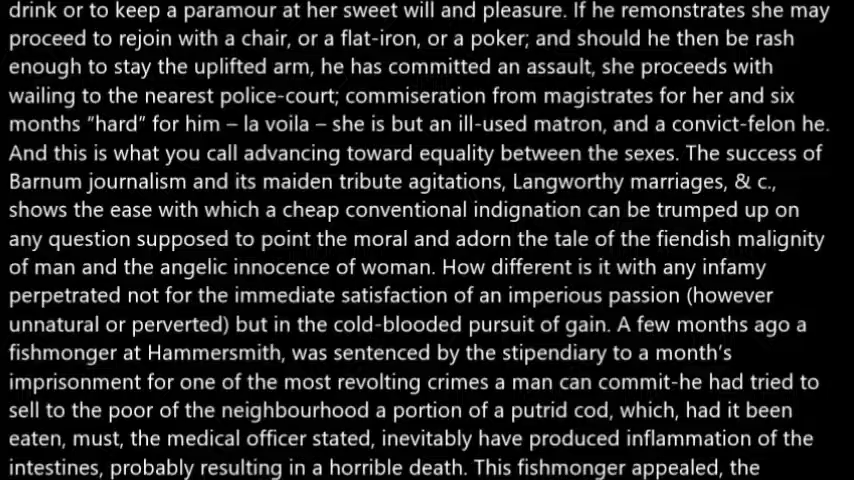 drink or to keep a paramour at her sweet will and pleasure. If he remonstrates she may
proceed to rejoin with a chair, or a flat-iron, or a poker; and should he then be rash
enough to stay the uplifted arm, he has committed an assault, she proceeds with
wailing to the nearest police-court; commiseration from magistrates for her and six
months ”hard” for him – la voila – she is but an ill-used matron, and a convict-felon he.
And this is what you call advancing toward equality between the sexes. The success of
Barnum journalism and its maiden tribute agitations, Langworthy marriages, & c.,
shows the ease with which a cheap conventional indignation can be trumped up on
any question supposed to point the moral and adorn the tale of the fiendish malignity
of man and the angelic innocence of woman. How different is it with any infamy
perpetrated not for the immediate satisfaction of an imperious passion (however
unnatural or perverted) but in the cold-blooded pursuit of gain. A few months ago a
fishmonger at Hammersmith, was sentenced by the stipendiary to a month’s
imprisonment for one of the most revolting crimes a man can commit-he had tried to
sell to the poor of the neighbourhood a portion of a putrid cod, which, had it been
eaten, must, the medical officer stated, inevitably have produced inflammation of the
intestines, probably resulting in a horrible death. This fishmonger appealed, the